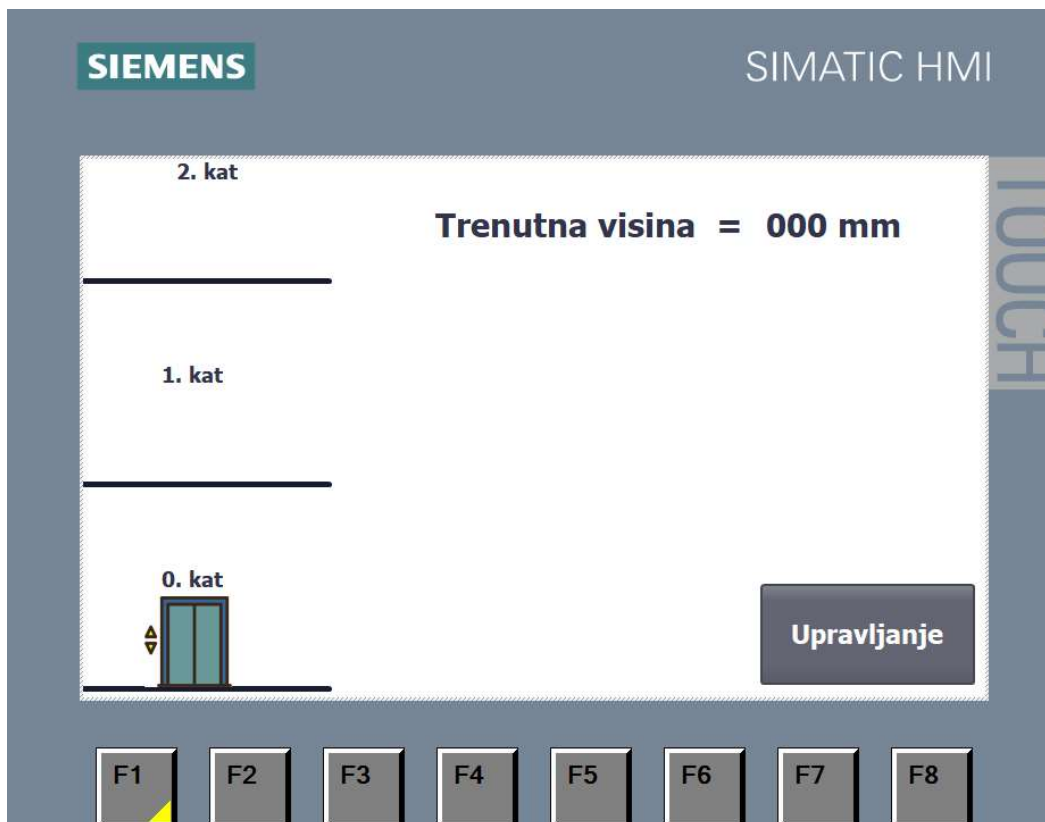 SIEMENS
SIMATIC HMI
TOUCH
2. kat
Trenutna visina = 000 mm
1. kat
0. kat
Upravljanje
F1 F2 F3 F4 F5 F6 F7 F8